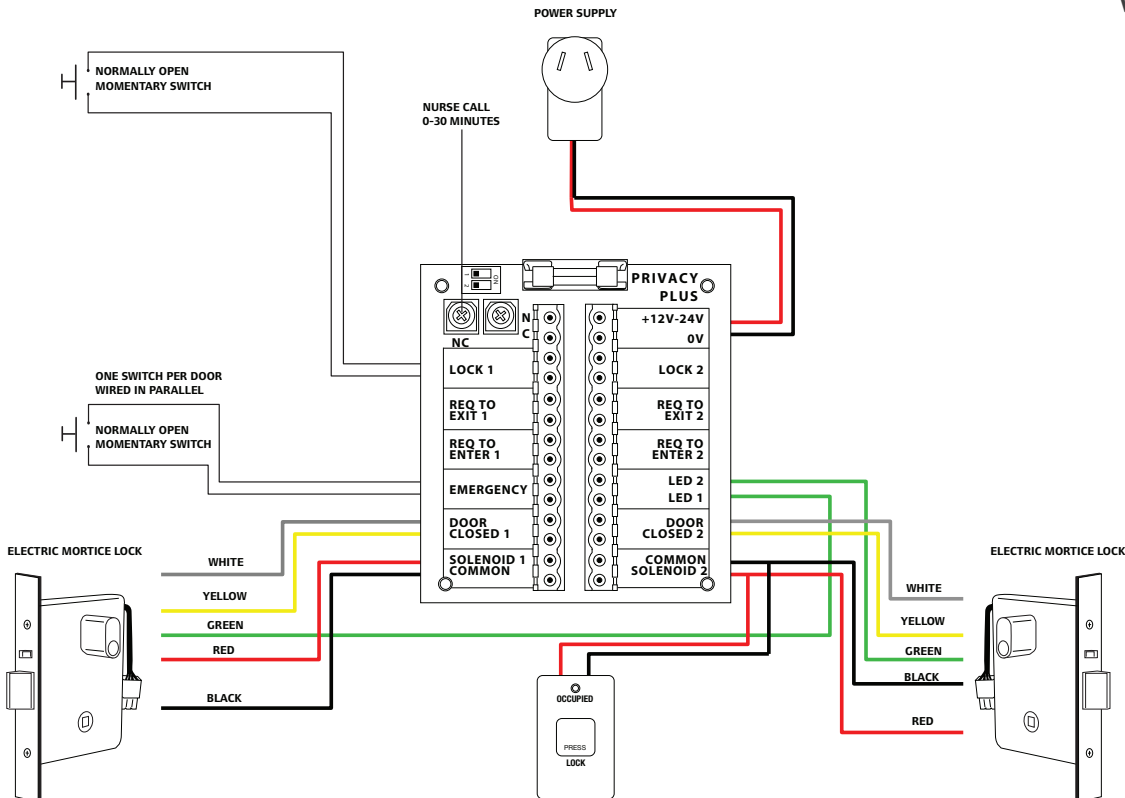 POWER SUPPLY
NORMALLY OPEN
MOMENTARY SWITCH
NURSE CALL
0-30 MINUTES
1
2
ON
PRIVACY
PLUS
N
C
NC
+12V-24V
0V
LOCK 1
LOCK 2
REQ TO
EXIT 1
REQ TO
EXIT 2
REQ TO
ENTER 1
REQ TO
ENTER 2
EMERGENCY
LED 2
LED 1
DOOR
CLOSED 1
DOOR
CLOSED 2
SOLENOID 1
COMMON
COMMON
SOLENOID 2
ONE SWITCH PER DOOR
WIRED IN PARALLEL
NORMALLY OPEN
MOMENTARY SWITCH
ELECTRIC MORTICE LOCK
WHITE
YELLOW
GREEN
RED
BLACK
ELECTRIC MORTICE LOCK
WHITE
YELLOW
GREEN
BLACK
RED
OCCUPIED
PRESS
LOCK